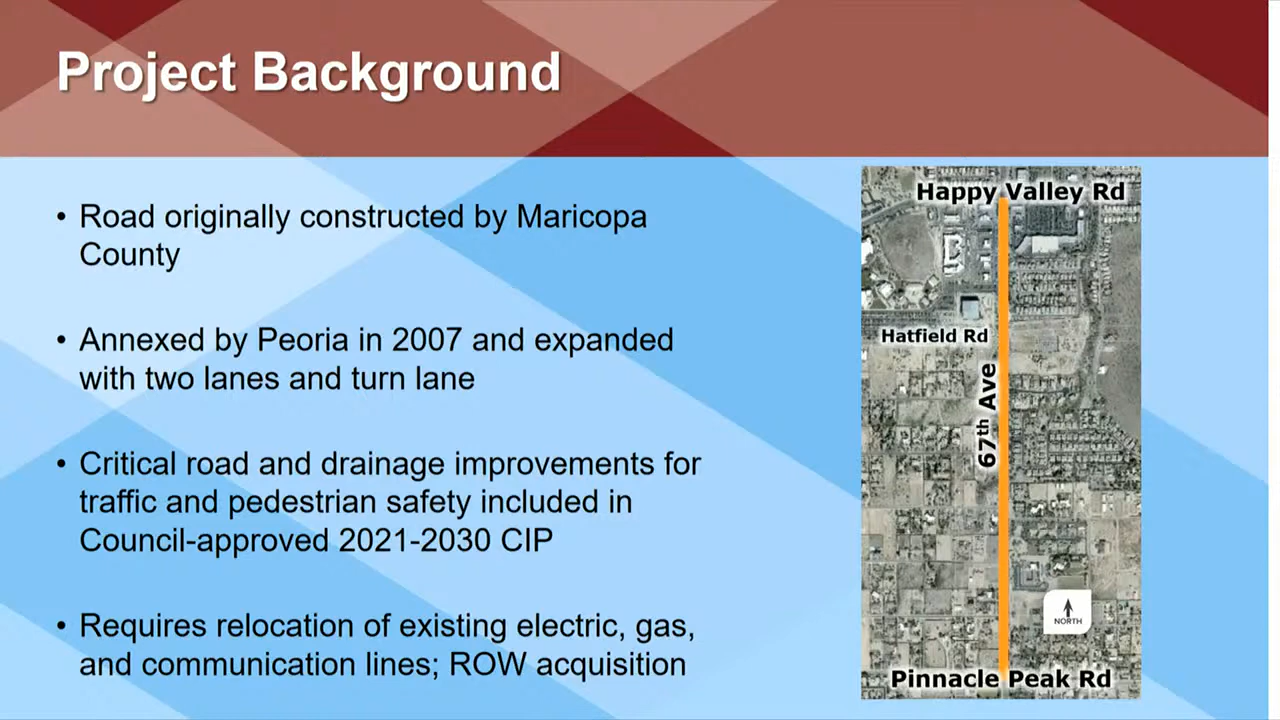 Project Background
• Road originally constructed by Maricopa
County
• Annexed by Peoria in 2007 and expanded
with two lanes and turn lane
• Critical road and drainage improvements for
traffic and pedestrian safety included in
Council-approved 2021-2030 CIP
• Requires relocation of existing electric, gas,
and communication lines; ROW acquisition
Happy Valley Rd
Hatfield Rd
67th Ave
NORTH
Pinnacle Peak Rd